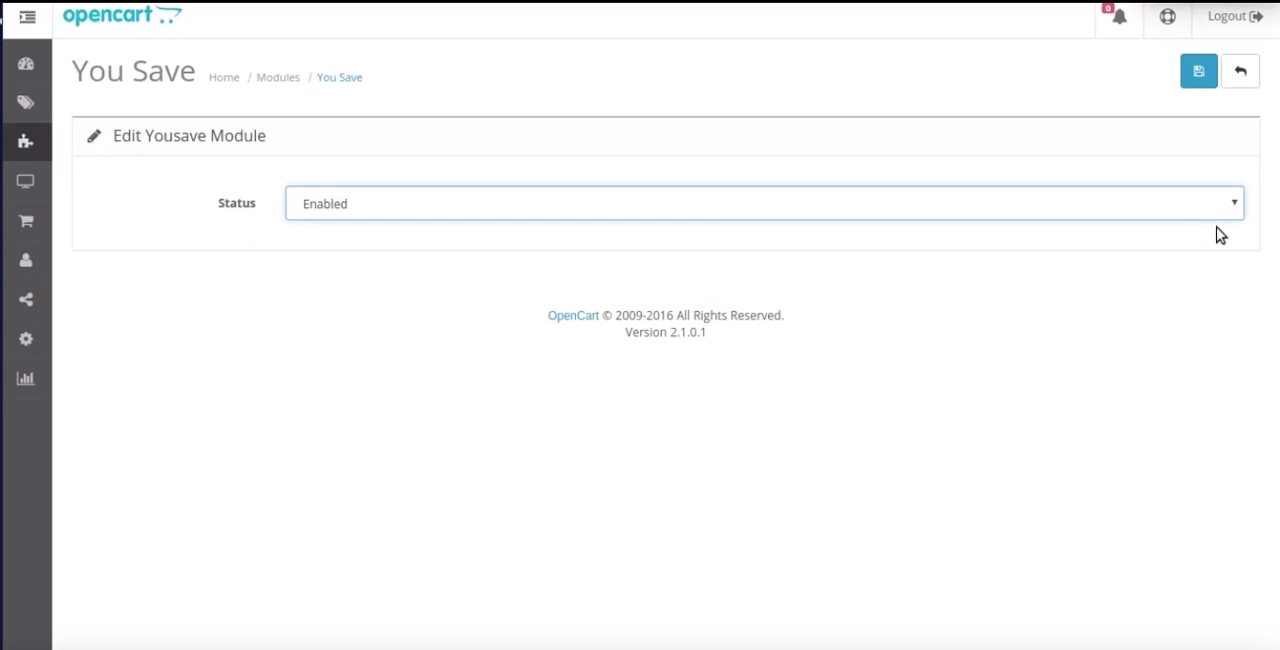 opencart
0
Logout
You Save
Home / Modules / You Save
Edit Yousave Module
Status
Enabled
OpenCart © 2009-2016 All Rights Reserved.
Version 2.1.0.1